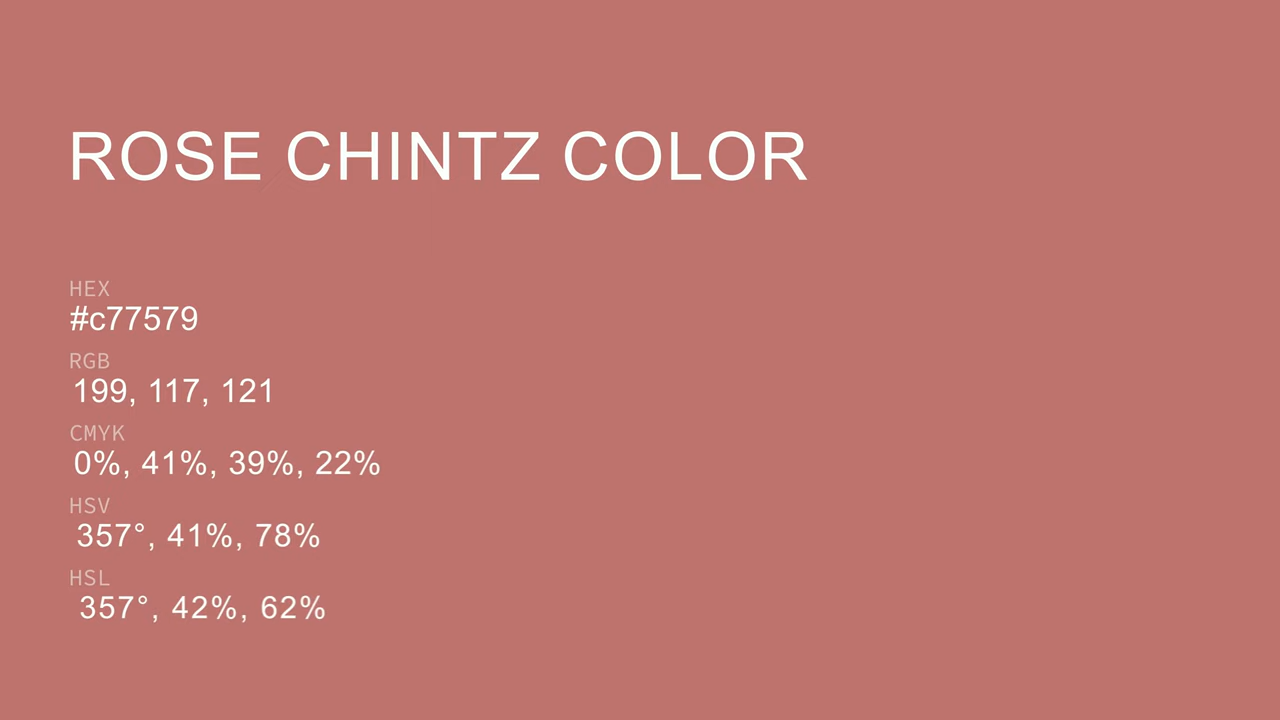 ROSE CHINTZ COLOR
HEX
#c77579
RGB
199, 117, 121
CMYK
0%, 41%, 39%, 22%
HSV
357°, 41%, 78%
HSL
357°, 42%, 62%